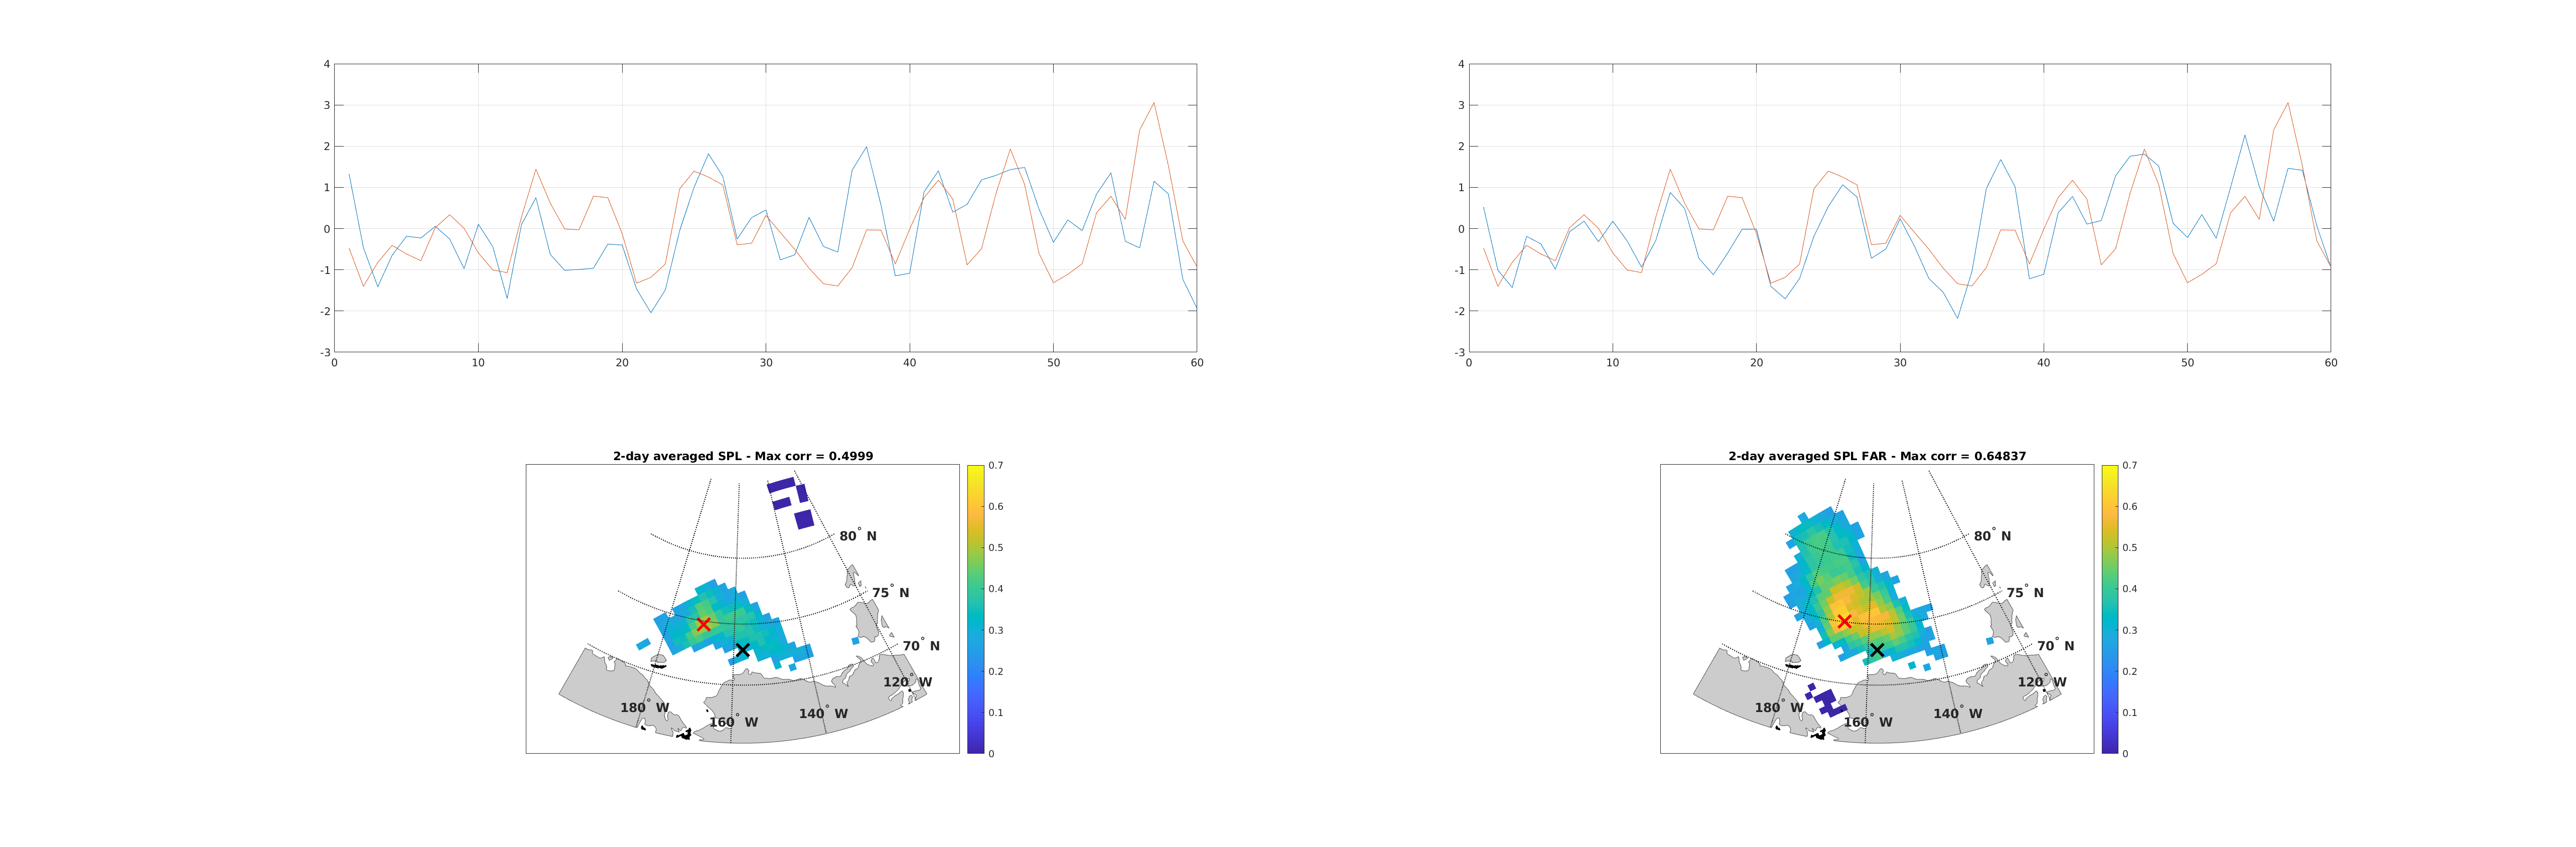 4
3
2
1
0
-1
-2
-3
0 10 20 30 40 50 60
4
3
2
1
0
-1
-2
-3
0 10 20 30 40 50 60
2-day averaged SPL - Max corr = 0.4999
80° N
75° N
70° N
120° W
180° W
160° W
140° W
0.7
0.6
0.5
0.4
0.3
0.2
0.1
0
2-day averaged SPL FAR - Max corr = 0.64837
80° N
75° N
70° N
120° W
180° W
160° W
140° W
0.7
0.6
0.5
0.4
0.3
0.2
0.1
0